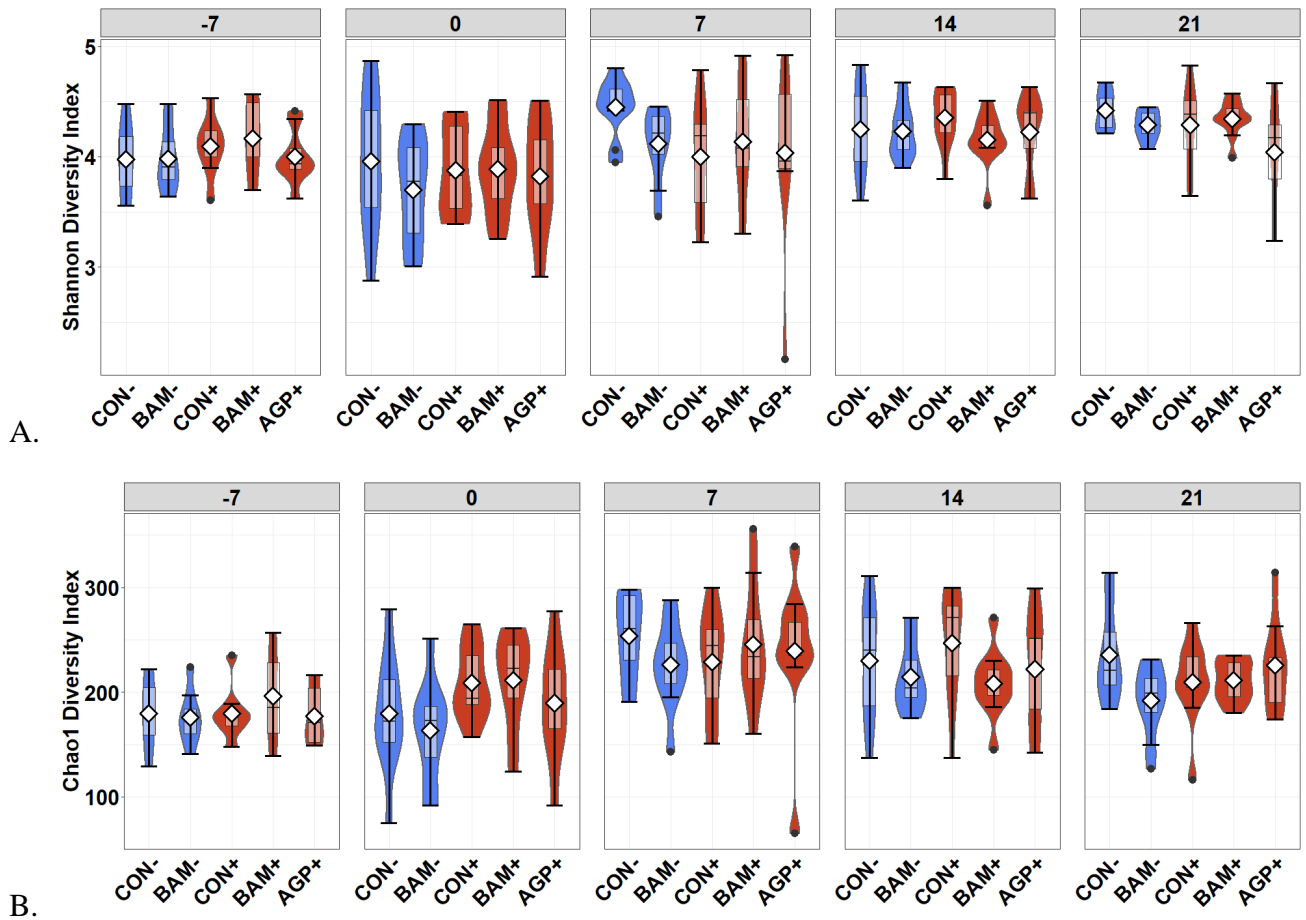 -7 0 7 14 21
Shannon Diversity Index
5
4
3
CON- BAM- CON+ BAM+ AGP+ CON- BAM- CON+ BAM+ AGP+ CON- BAM- CON+ BAM+ AGP+ CON- BAM- CON+ BAM+ AGP+ CON- BAM- CON+ BAM+ AGP+
A.
-7 0 7 14 21
Chao1 Diversity Index
300
200
100
CON- BAM- CON+ BAM+ AGP+ CON- BAM- CON+ BAM+ AGP+ CON- BAM- CON+ BAM+ AGP+ CON- BAM- CON+ BAM+ AGP+ CON- BAM- CON+ BAM+ AGP+
B.